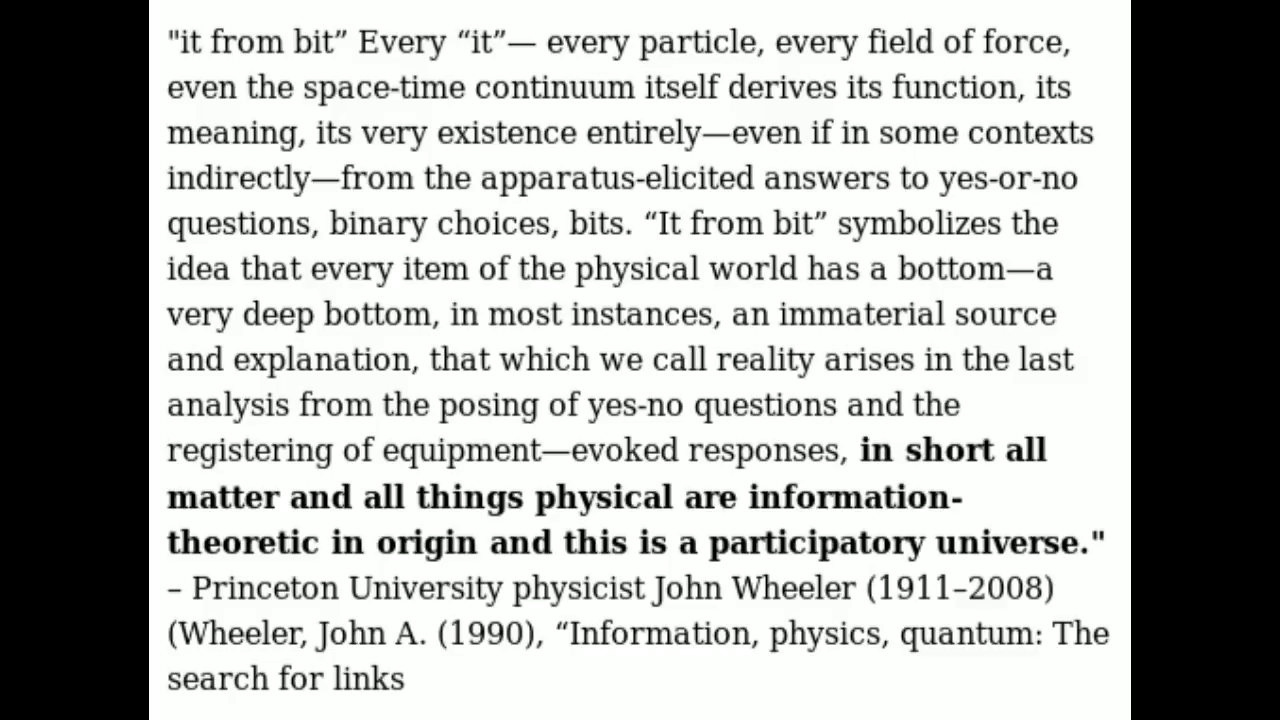 "it from bit” Every “it”— every particle, every field of force,
even the space-time continuum itself derives its function, its
meaning, its very existence entirely—even if in some contexts
indirectly—from the apparatus-elicited answers to yes-or-no
questions, binary choices, bits. “It from bit” symbolizes the
idea that every item of the physical world has a bottom—a
very deep bottom, in most instances, an immaterial source
and explanation, that which we call reality arises in the last
analysis from the posing of yes-no questions and the
registering of equipment—evoked responses, in short all
matter and all things physical are information-
theoretic in origin and this is a participatory universe."
– Princeton University physicist John Wheeler (1911–2008)
(Wheeler, John A. (1990), “Information, physics, quantum: The
search for links